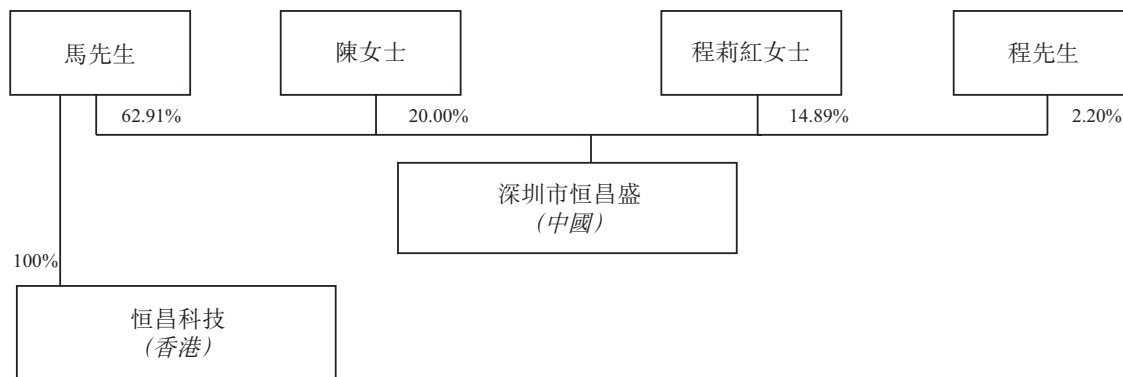 馬先生
陳女士
程莉紅女士
程先生
62.91%
20.00%
14.89%
2.20%
深圳市恒昌盛
（中國）
100%
恒昌科技
（香港）